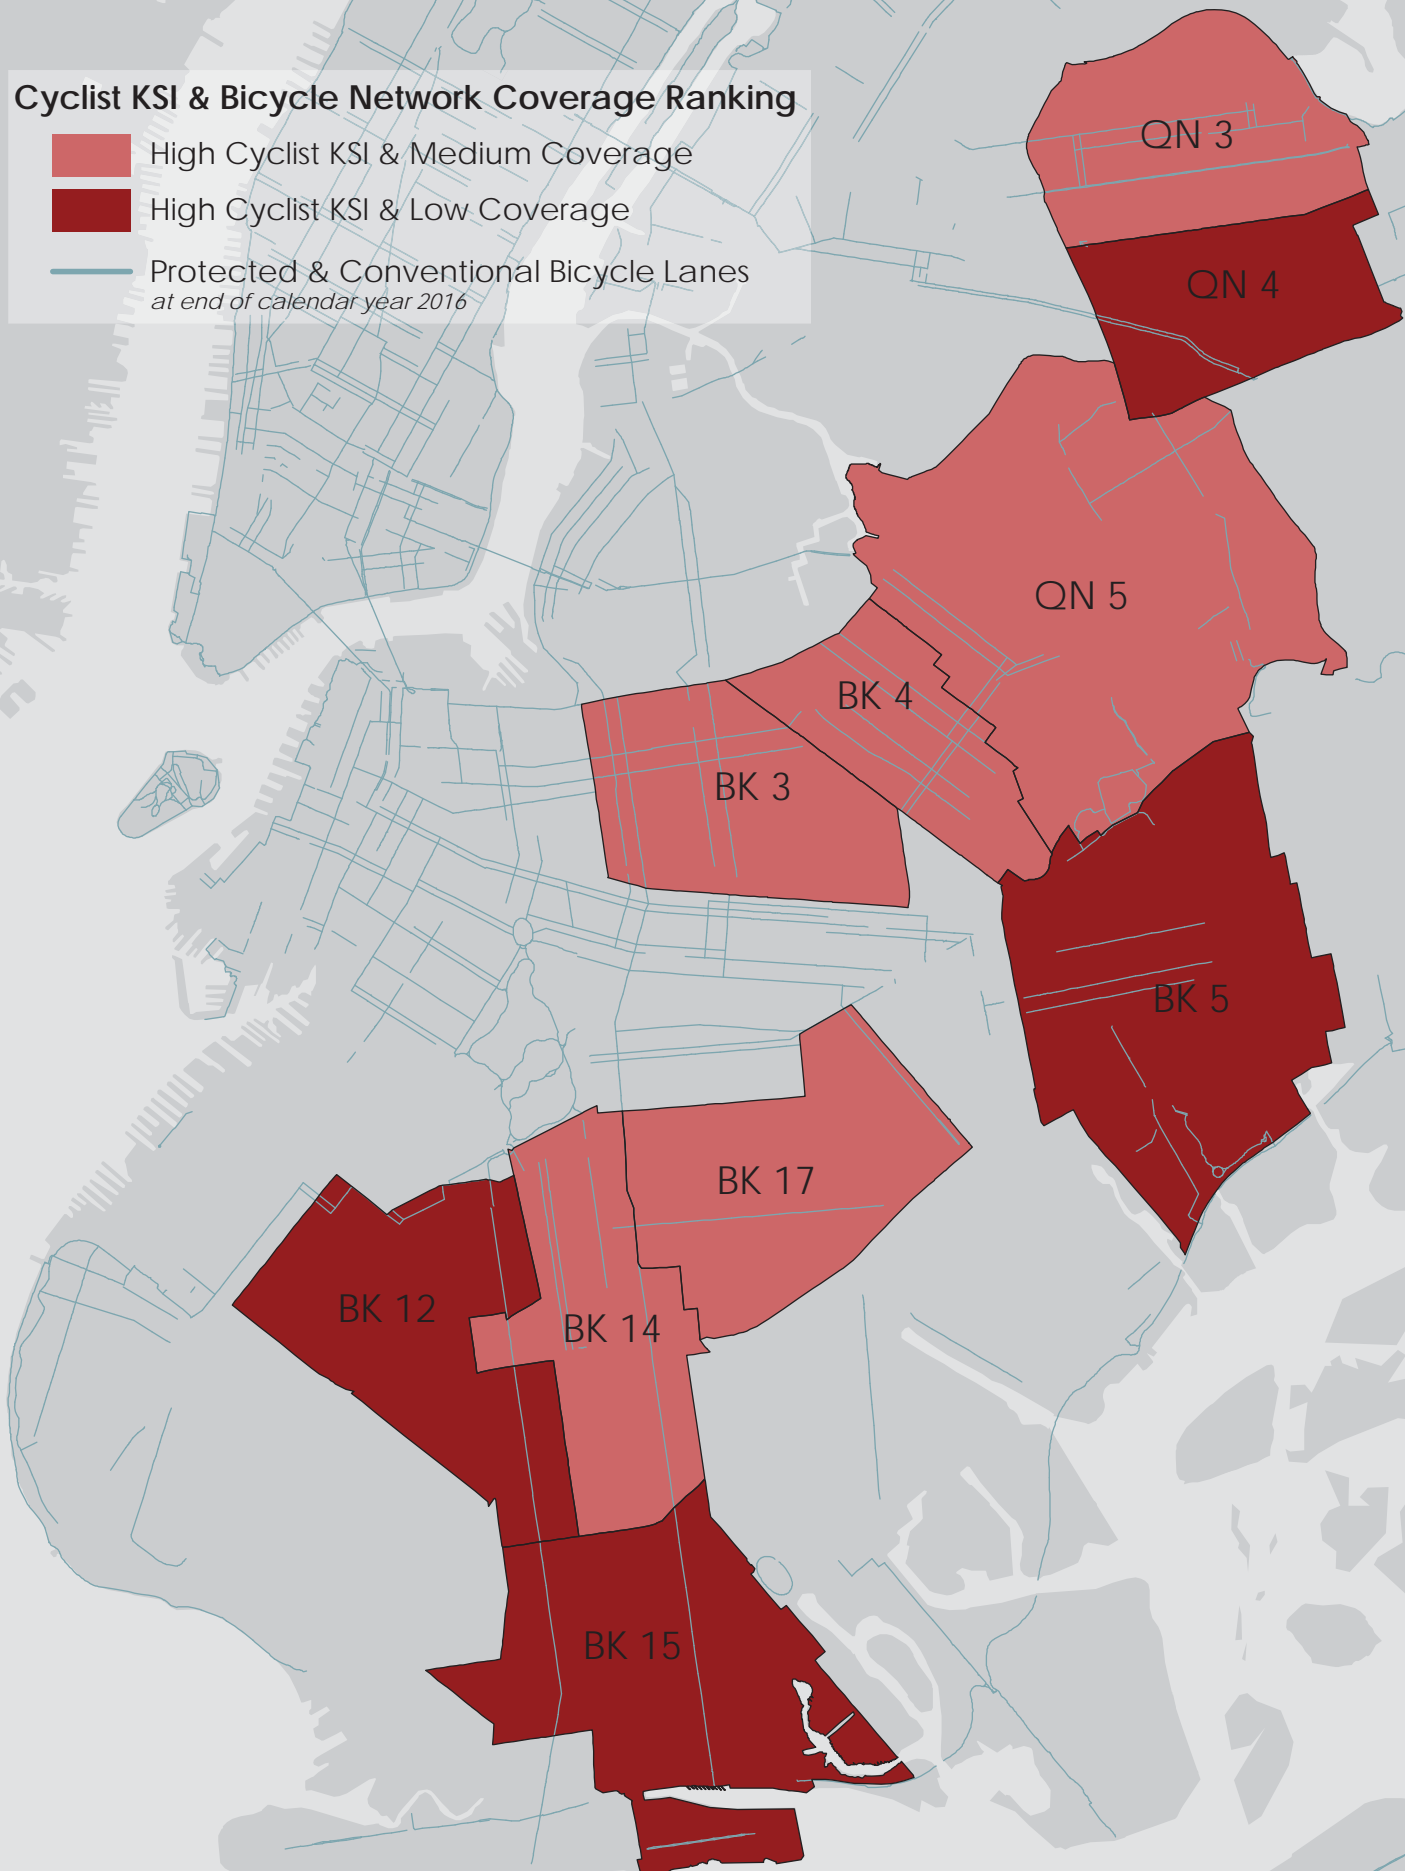 Cyclist KSI & Bicycle Network Coverage Ranking
High Cyclist KSI & Medium Coverage
High Cyclist KSI & Low Coverage
Protected & Conventional Bicycle Lanes
at end of calendar year 2016
QN 3
QN 4
QN 5
BK 4
BK 3
BK 5
BK 17
BK 12
BK 14
BK 15